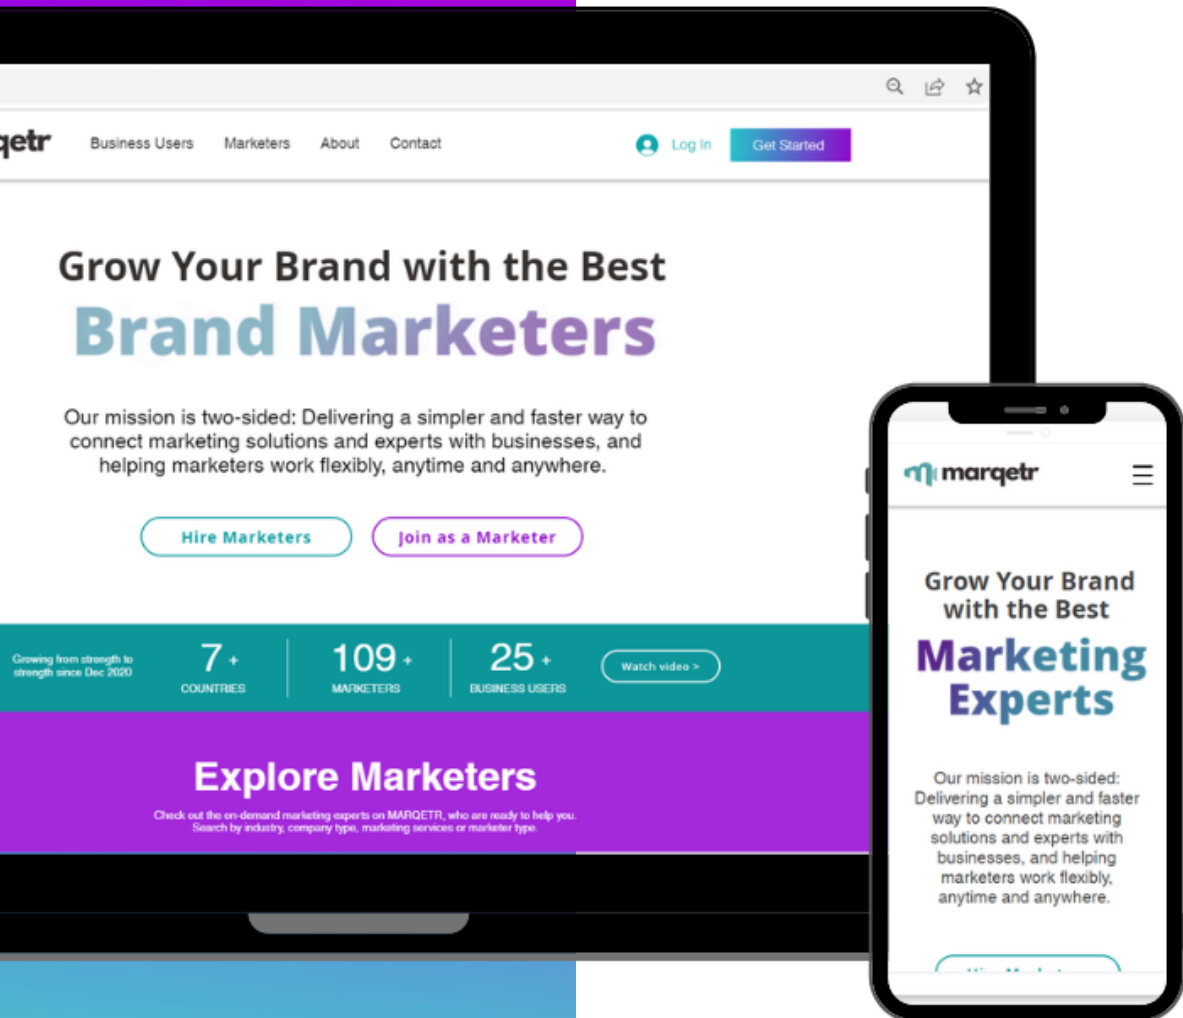 qetr Business Users Marketers About Contact Log In Get Started
Grow Your Brand with the Best
Brand Marketers
Our mission is two-sided: Delivering a simpler and faster way to
connect marketing solutions and experts with businesses, and
helping marketers work flexibly, anytime and anywhere.
Hire Marketers Join as a Marketer
Growing from strength to
strength since Dec 2020
7 +
COUNTRIES
109 +
MARKETERS
25 +
BUSINESS USERS
Watch video >
Explore Marketers
Check out the on-demand marketing experts on MARQETR, who are ready to help you.
Search by industry, company type, marketing services or marketer type.
marqetr
Grow Your Brand
with the Best
Marketing
Experts
Our mission is two-sided:
Delivering a simpler and faster
way to connect marketing
solutions and experts with
businesses, and helping
marketers work flexibly,
anytime and anywhere.